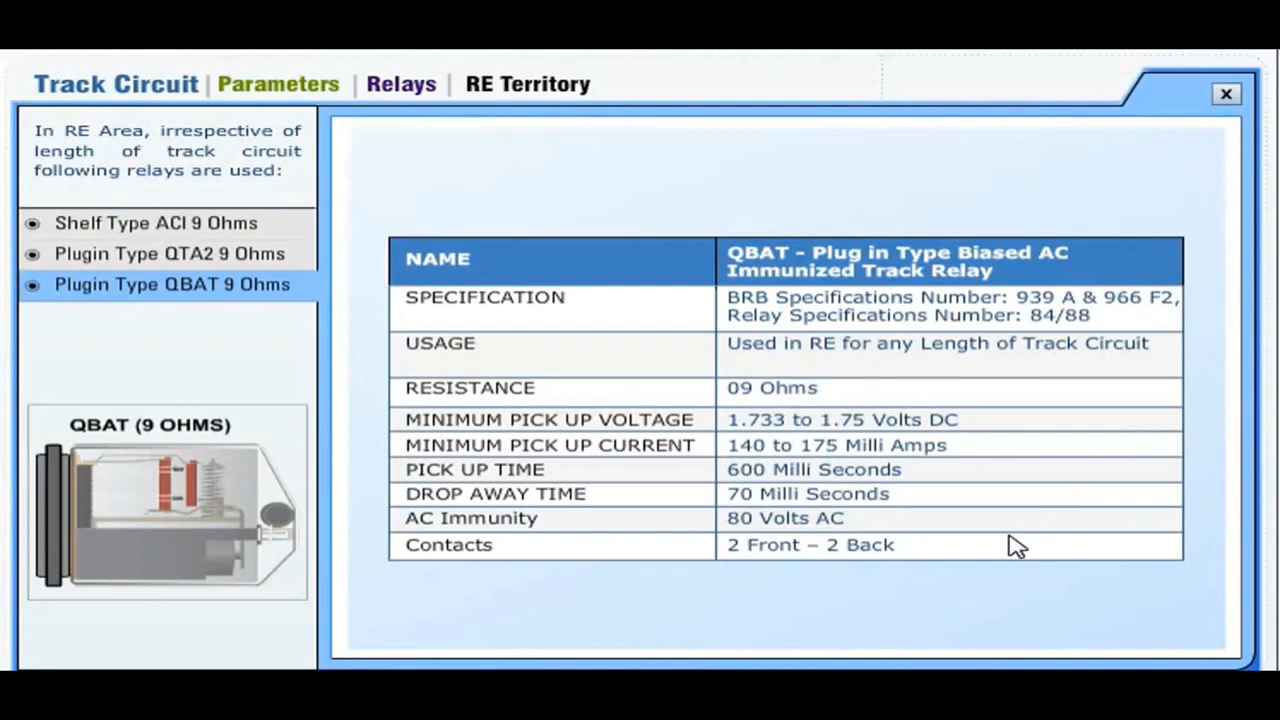 Track Circuit | Parameters | Relays | RE Territory
In RE Area, irrespective of
length of track circuit
following relays are used:
Shelf Type ACI 9 Ohms
Plugin Type QTA2 9 Ohms
Plugin Type QBAT 9 Ohms
QBAT (9 OHMS)
NAME
QBAT - Plug in Type Biased AC
Immunized Track Relay
SPECIFICATION
BRB Specifications Number: 939 A & 966 F2,
Relay Specifications Number: 84/88
USAGE
Used in RE for any Length of Track Circuit
RESISTANCE
09 Ohms
MINIMUM PICK UP VOLTAGE
1.733 to 1.75 Volts DC
MINIMUM PICK UP CURRENT
140 to 175 Milli Amps
PICK UP TIME
600 Milli Seconds
DROP AWAY TIME
70 Milli Seconds
AC Immunity
80 Volts AC
Contacts
2 Front – 2 Back